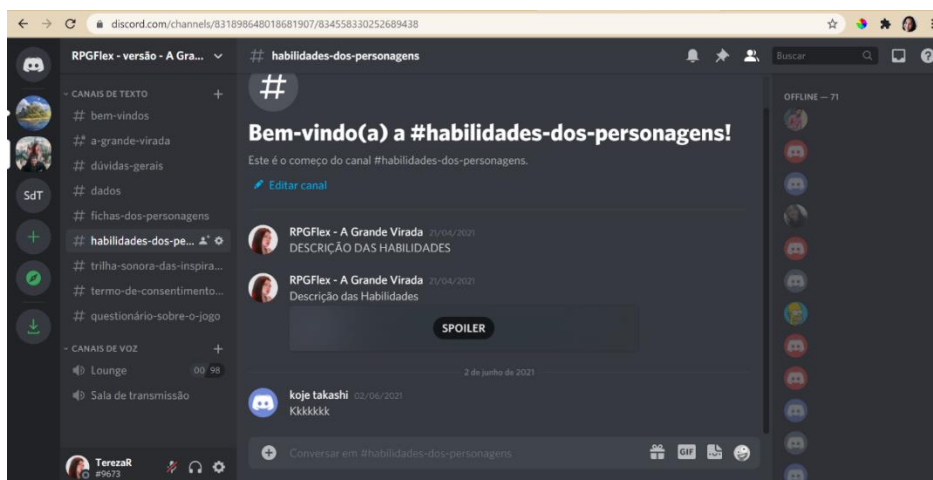 discord.com/channels/831898648018681907/834558330252689438
RPGFlex - versão - A Gra...
# habilidades-dos-personagens
Buscar
CANAIS DE TEXTO
# bem-vindos
# a-grande-virada
# dúvidas-gerais
# dados
# fichas-dos-personagens
# habilidades-dos-pe...
# trilha-sonora-das-inspira...
# termo-de-consentimento...
# questionário-sobre-o-jogo
CANAIS DE VOZ
Lounge 00 98
Sala de transmissão
SdT
TerezaR
#9673
#
Bem-vindo(a) a #habilidades-dos-personagens!
Este é o começo do canal #habilidades-dos-personagens.
Editar canal
RPGFlex - A Grande Virada 21/04/2021
DESCRIÇÃO DAS HABILIDADES
RPGFlex - A Grande Virada 21/04/2021
Descrição das Habilidades
SPOILER
2 de junho de 2021
koje takashi 02/06/2021
Kkkkkkk
Conversar em #habilidades-dos-personagens
GIF
OFFLINE — 71